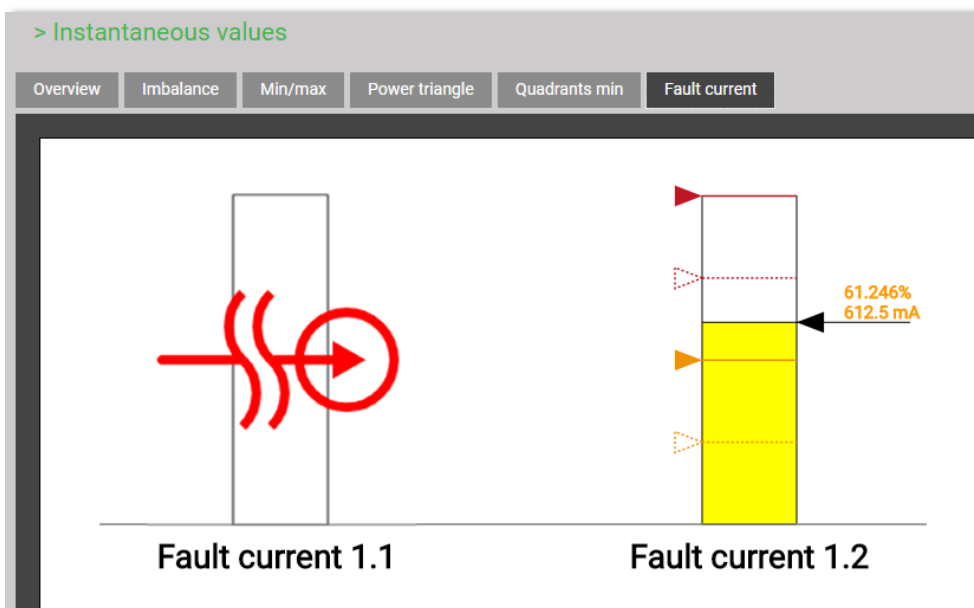 > Instantaneous values
Overview
Imbalance
Min/max
Power triangle
Quadrants min
Fault current
61.246%
612.5 mA
Fault current 1.1
Fault current 1.2